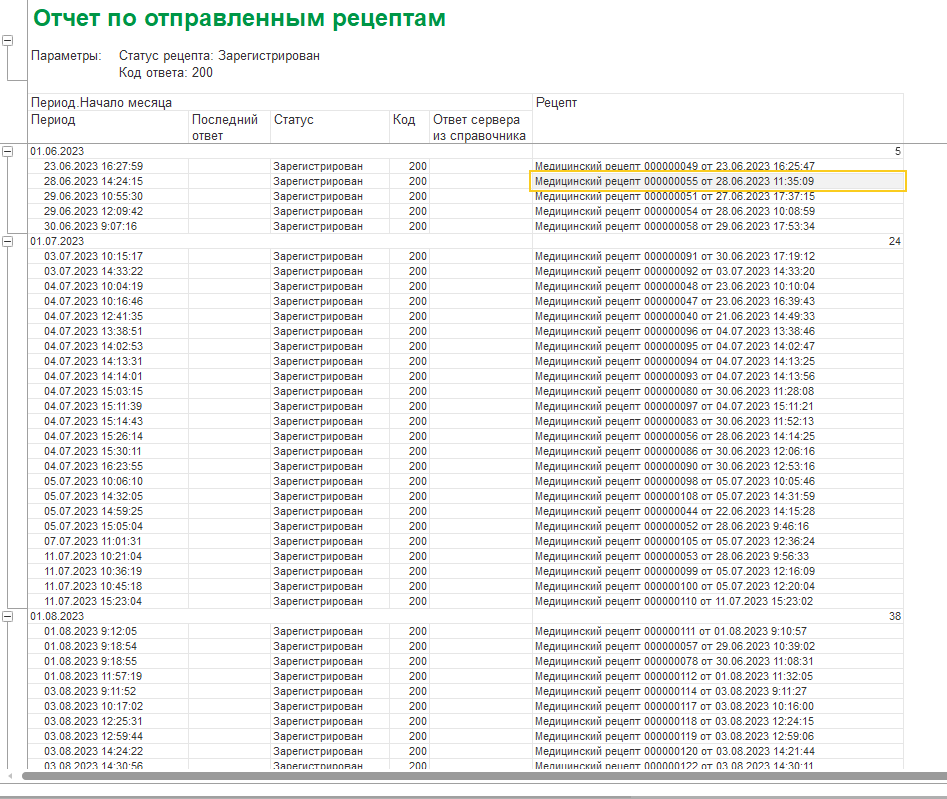 Отчет по отправленным рецептам
Параметры: Статус рецепта: Зарегистрирован
Код ответа: 200
Период.Начало месяца Рецепт
Период Последний ответ Статус Код Ответ сервера из справочника
01.06.2023 5
23.06.2023 16:27:59 Зарегистрирован 200 Медицинский рецепт 000000049 от 23.06.2023 16:25:47
28.06.2023 14:24:15 Зарегистрирован 200 Медицинский рецепт 000000055 от 28.06.2023 11:35:09
29.06.2023 10:55:30 Зарегистрирован 200 Медицинский рецепт 000000051 от 27.06.2023 17:37:15
29.06.2023 12:09:42 Зарегистрирован 200 Медицинский рецепт 000000054 от 28.06.2023 10:08:59
30.06.2023 9:07:16 Зарегистрирован 200 Медицинский рецепт 000000058 от 29.06.2023 17:53:34
01.07.2023 24
03.07.2023 10:15:17 Зарегистрирован 200 Медицинский рецепт 000000091 от 30.06.2023 17:19:12
03.07.2023 14:33:22 Зарегистрирован 200 Медицинский рецепт 000000092 от 03.07.2023 14:33:20
04.07.2023 10:04:19 Зарегистрирован 200 Медицинский рецепт 000000048 от 23.06.2023 10:10:04
04.07.2023 10:16:46 Зарегистрирован 200 Медицинский рецепт 000000047 от 23.06.2023 16:39:43
04.07.2023 12:41:35 Зарегистрирован 200 Медицинский рецепт 000000040 от 21.06.2023 14:49:33
04.07.2023 13:38:51 Зарегистрирован 200 Медицинский рецепт 000000096 от 04.07.2023 13:38:46
04.07.2023 14:02:53 Зарегистрирован 200 Медицинский рецепт 000000095 от 04.07.2023 14:02:47
04.07.2023 14:13:31 Зарегистрирован 200 Медицинский рецепт 000000094 от 04.07.2023 14:13:25
04.07.2023 14:14:01 Зарегистрирован 200 Медицинский рецепт 000000093 от 04.07.2023 14:13:56
04.07.2023 15:03:15 Зарегистрирован 200 Медицинский рецепт 000000080 от 30.06.2023 11:28:08
04.07.2023 15:11:39 Зарегистрирован 200 Медицинский рецепт 000000097 от 04.07.2023 15:11:21
04.07.2023 15:14:43 Зарегистрирован 200 Медицинский рецепт 000000083 от 30.06.2023 11:52:13
04.07.2023 15:26:14 Зарегистрирован 200 Медицинский рецепт 000000056 от 28.06.2023 14:14:25
04.07.2023 15:30:11 Зарегистрирован 200 Медицинский рецепт 000000086 от 30.06.2023 12:06:16
04.07.2023 16:23:55 Зарегистрирован 200 Медицинский рецепт 000000090 от 30.06.2023 12:53:16
05.07.2023 10:06:10 Зарегистрирован 200 Медицинский рецепт 000000098 от 05.07.2023 10:05:46
05.07.2023 14:32:05 Зарегистрирован 200 Медицинский рецепт 000000108 от 05.07.2023 14:31:59
05.07.2023 14:59:25 Зарегистрирован 200 Медицинский рецепт 000000044 от 22.06.2023 14:15:28
05.07.2023 15:05:04 Зарегистрирован 200 Медицинский рецепт 000000052 от 28.06.2023 9:46:16
07.07.2023 11:01:31 Зарегистрирован 200 Медицинский рецепт 000000105 от 05.07.2023 12:36:24
11.07.2023 10:21:04 Зарегистрирован 200 Медицинский рецепт 000000053 от 28.06.2023 9:56:33
11.07.2023 10:36:19 Зарегистрирован 200 Медицинский рецепт 000000099 от 05.07.2023 12:16:09
11.07.2023 10:45:18 Зарегистрирован 200 Медицинский рецепт 000000100 от 05.07.2023 12:20:04
11.07.2023 15:23:04 Зарегистрирован 200 Медицинский рецепт 000000110 от 11.07.2023 15:23:02
01.08.2023 38
01.08.2023 9:12:05 Зарегистрирован 200 Медицинский рецепт 000000111 от 01.08.2023 9:10:57
01.08.2023 9:18:54 Зарегистрирован 200 Медицинский рецепт 000000057 от 29.06.2023 10:39:02
01.08.2023 9:18:55 Зарегистрирован 200 Медицинский рецепт 000000078 от 30.06.2023 11:08:31
01.08.2023 11:57:19 Зарегистрирован 200 Медицинский рецепт 000000112 от 01.08.2023 11:32:05
03.08.2023 9:11:52 Зарегистрирован 200 Медицинский рецепт 000000114 от 03.08.2023 9:11:27
03.08.2023 10:17:02 Зарегистрирован 200 Медицинский рецепт 000000117 от 03.08.2023 10:16:00
03.08.2023 12:25:31 Зарегистрирован 200 Медицинский рецепт 000000118 от 03.08.2023 12:24:15
03.08.2023 12:59:44 Зарегистрирован 200 Медицинский рецепт 000000119 от 03.08.2023 12:59:06
03.08.2023 14:24:22 Зарегистрирован 200 Медицинский рецепт 000000120 от 03.08.2023 14:21:44
03.08.2023 14:30:56 Зарегистрирован 200 Медицинский рецепт 000000122 от 03.08.2023 14:30:11